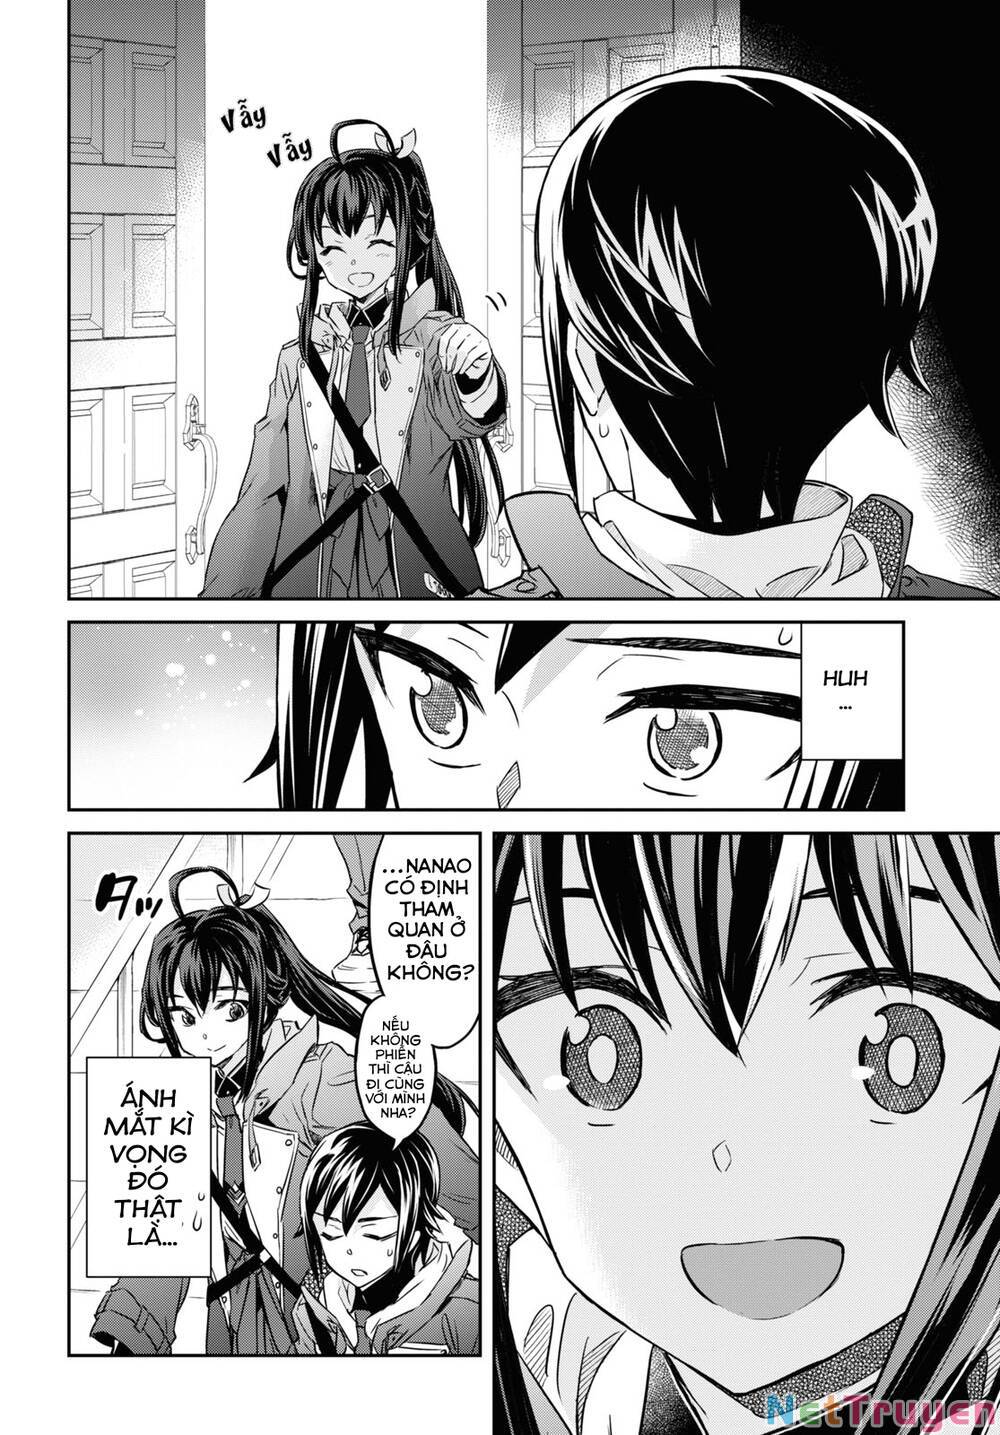 Vẫy
Vẫy
HUH
...
...NANAO
CÓ ĐỊNH
THAM
QUAN Ở
ĐÂU
KHÔNG?
NẾU
KHÔNG
PHIỀN
THÌ CẬU
ĐI CÙNG
VỚI MÌNH
NHA?
タッ
ÁNH
MẮT KÌ
VỌNG
ĐÓ
THẬT
LÀ...
NetTruyen